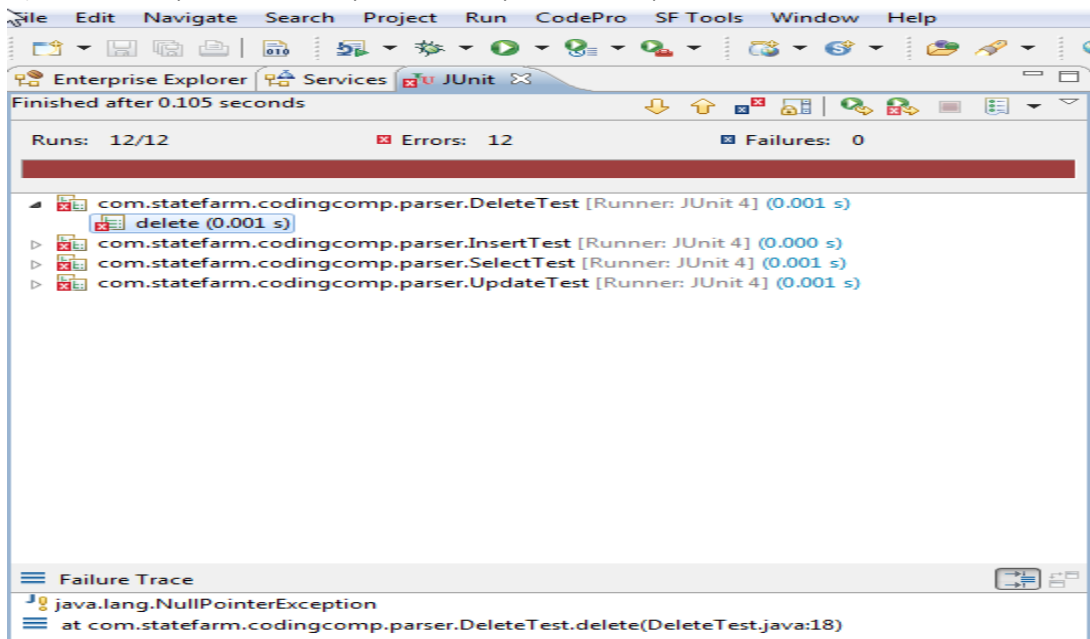 File Edit Navigate Search Project Run CodePro SF Tools Window Help
Enterprise Explorer Services JUnit
Finished after 0.105 seconds
Runs: 12/12 Errors: 12 Failures: 0
com.statefarm.codingcomp.parser.DeleteTest [Runner: JUnit 4] (0.001 s)
delete (0.001 s)
com.statefarm.codingcomp.parser.InsertTest [Runner: JUnit 4] (0.000 s)
com.statefarm.codingcomp.parser.SelectTest [Runner: JUnit 4] (0.001 s)
com.statefarm.codingcomp.parser.UpdateTest [Runner: JUnit 4] (0.001 s)
Failure Trace
java.lang.NullPointerException
at com.statefarm.codingcomp.parser.DeleteTest.delete(DeleteTest.java:18)